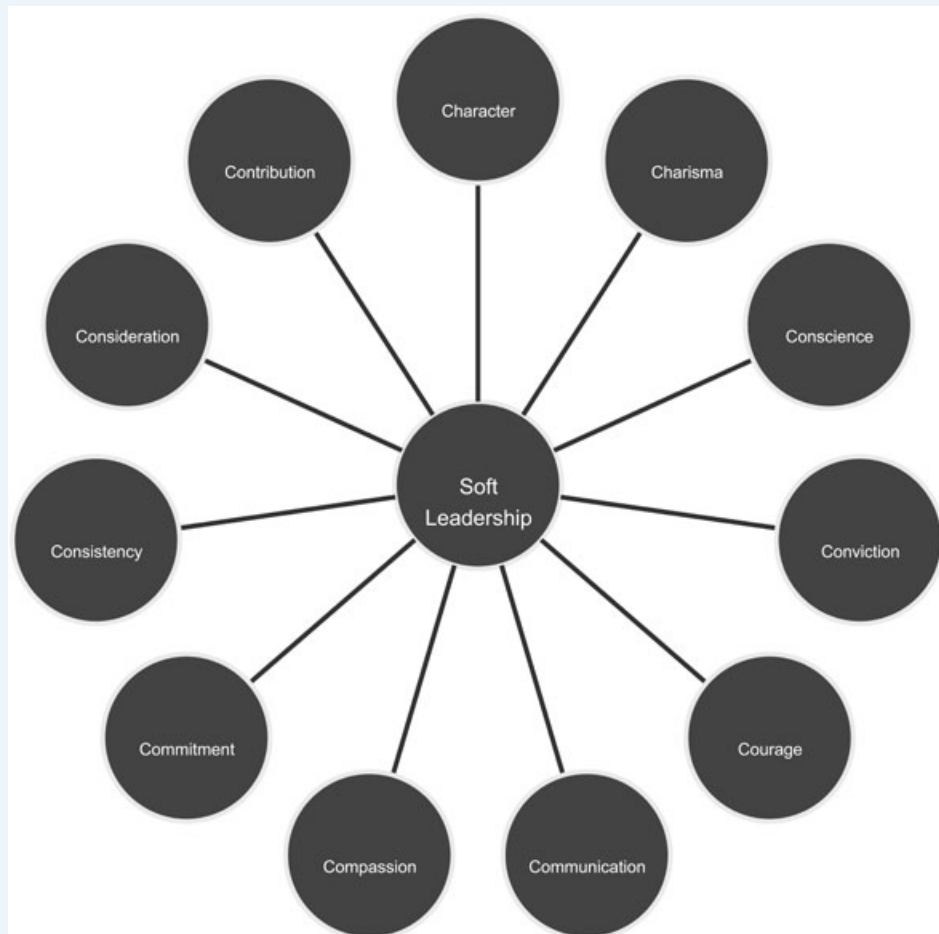 Character
Charisma
Contribution
Conscience
Consideration
Soft
Leadership
Conviction
Consistency
Courage
Commitment
Communication
Compassion